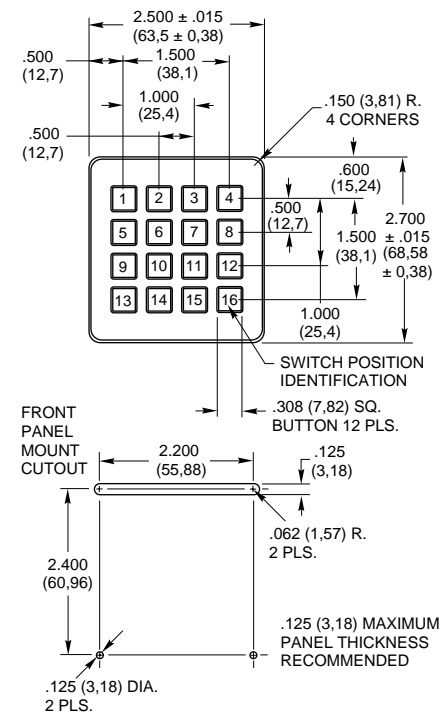 2.500 ± .015
(63,5 ± 0,38)
.500
(12,7)
1.500
(38,1)
1.000
(25,4)
.500
(12,7)
.150 (3,81) R.
4 CORNERS
.600
(15,24)
1 2 3 4
5 6 7 8
9 10 11 12
13 14 15 16
.500
(12,7)
1.500
(38,1)
2.700
± .015
(68,58
± 0,38)
1.000
(25,4)
SWITCH POSITION
IDENTIFICATION
.308 (7,82) SQ.
BUTTON 12 PLS.
FRONT
PANEL
MOUNT
CUTOUT
2.200
(55,88)
.125
(3,18)
.062 (1,57) R.
2 PLS.
2.400
(60,96)
.125 (3,18) MAXIMUM
PANEL THICKNESS
RECOMMENDED
.125 (3,18) DIA.
2 PLS.